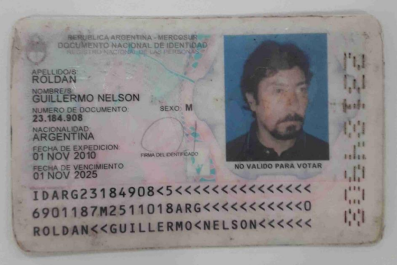 REPUBLICA ARGENTINA - MERCOSUR
DOCUMENTO NACIONAL DE IDENTIDAD
APELLIDO/S
ROLDAN
NOMBRE/S
GUILLERMO NELSON
NUMERO DE DOCUMENTO SEXO: M
23.184.908
NACIONALIDAD
ARGENTINA
FECHA DE EXPEDICION
01 NOV 2010
FIRMA DEL IDENTIFICADO
FECHA DE VENCIMIENTO
01 NOV 2025
NO VALIDO PARA VOTAR
23184908
IDARG23184908<5<<<<<<<<<<<<<<<
6901187M2511018ARG<<<<<<<<<<<0
ROLDAN<<GUILLERMO<NELSON<<<<<<